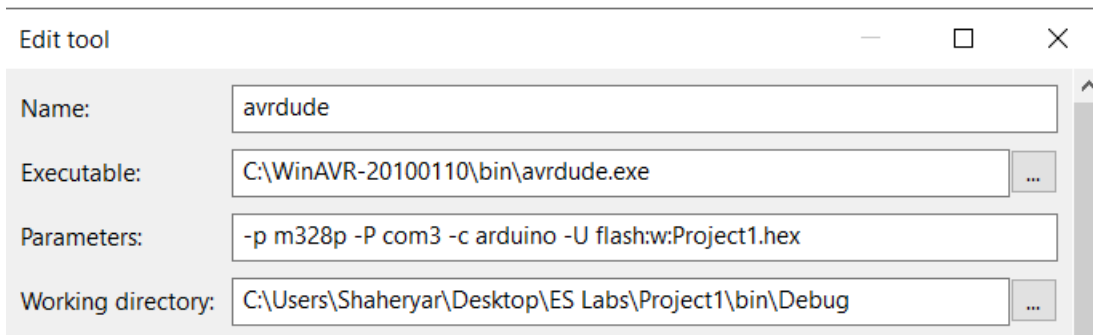 Edit tool
Name: avrdude
Executable: C:\WinAVR-20100110\bin\avrdude.exe ...
Parameters: -p m328p -P com3 -c arduino -U flash:w:Project1.hex
Working directory: C:\Users\Shaheryar\Desktop\ES Labs\Project1\bin\Debug ...